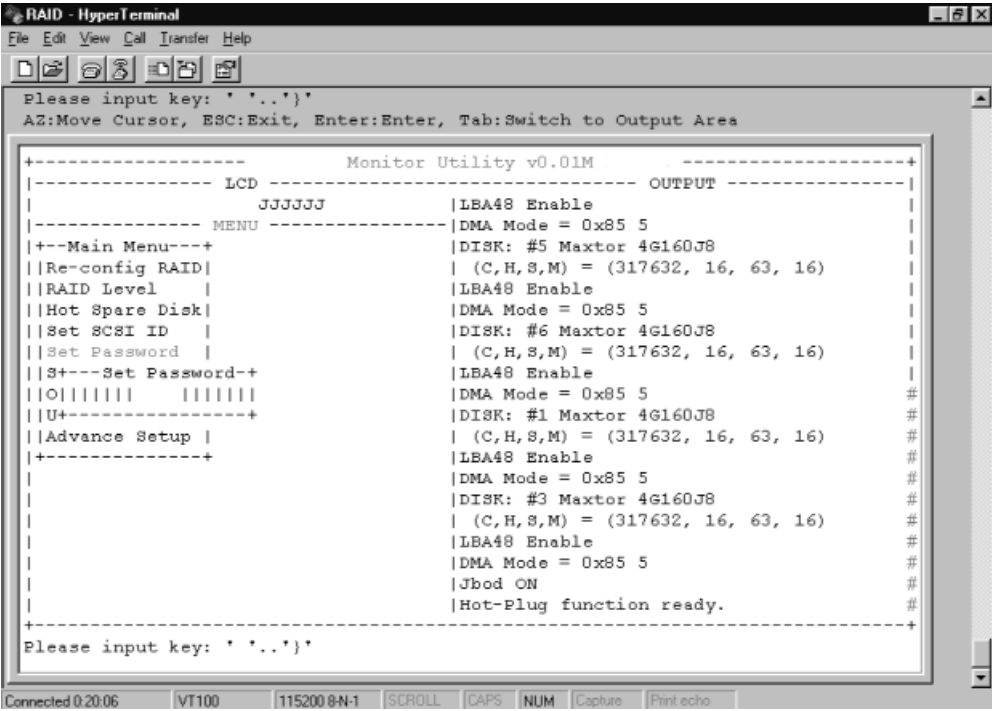 RAID - HyperTerminal
File Edit View Call Transfer Help
Please input key: ' '..'}'
AZ:Move Cursor, ESC:Exit, Enter:Enter, Tab:Switch to Output Area
+------------------- Monitor Utility v0.01M --------------------+
|---------------- LCD --------------------------------- OUTPUT ----------------|
| JJJJJJ |LBA48 Enable |
|--------------- MENU ----------------|DMA Mode = 0x85 5 |
|+--Main Menu---+ |DISK: #5 Maxtor 4G160J8 |
||Re-config RAID| | (C,H,S,M) = (317632, 16, 63, 16) |
||RAID Level | |LBA48 Enable |
||Hot Spare Disk| |DMA Mode = 0x85 5 |
||Set SCSI ID | |DISK: #6 Maxtor 4G160J8 |
||Set Password | | (C,H,S,M) = (317632, 16, 63, 16) |
||S+---Set Password-+ |LBA48 Enable |
||O||||||| ||||||| |DMA Mode = 0x85 5 #
||U+----------------+ |DISK: #1 Maxtor 4G160J8 #
||Advance Setup | | (C,H,S,M) = (317632, 16, 63, 16) #
|+--------------+ |LBA48 Enable #
| |DMA Mode = 0x85 5 #
| |DISK: #3 Maxtor 4G160J8 #
| | (C,H,S,M) = (317632, 16, 63, 16) #
| |LBA48 Enable #
| |DMA Mode = 0x85 5 #
| |Jbod ON #
| |Hot-Plug function ready. #
+------------------------------------------------------------------------------+
Please input key: ' '..'}'
Connected 0:20:06 VT100 115200 8-N-1 SCROLL CAPS NUM Capture Print echo